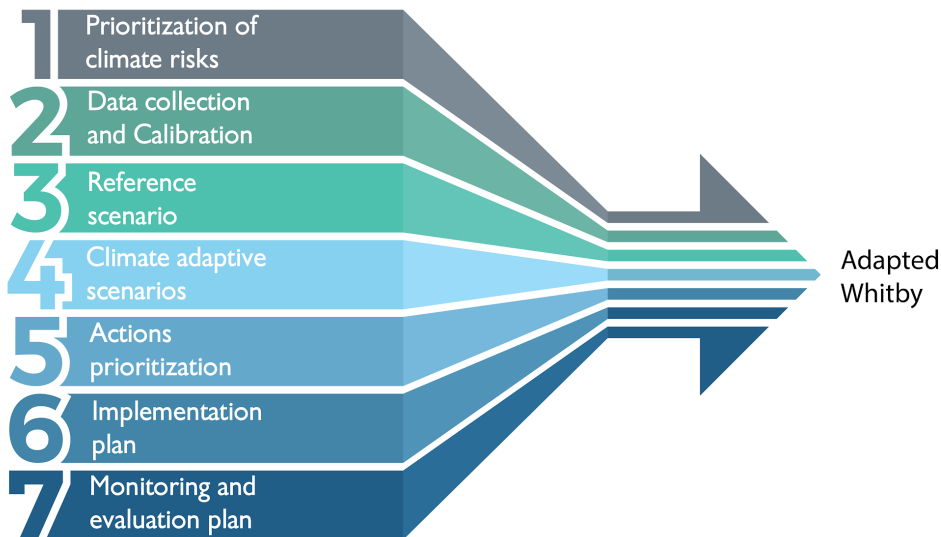 1
Prioritization of
climate risks
2
Data collection
and Calibration
3
Reference
scenario
4
Climate adaptive
scenarios
5
Actions
prioritization
6
Implementation
plan
7
Monitoring and
evaluation plan
Adapted
Whitby